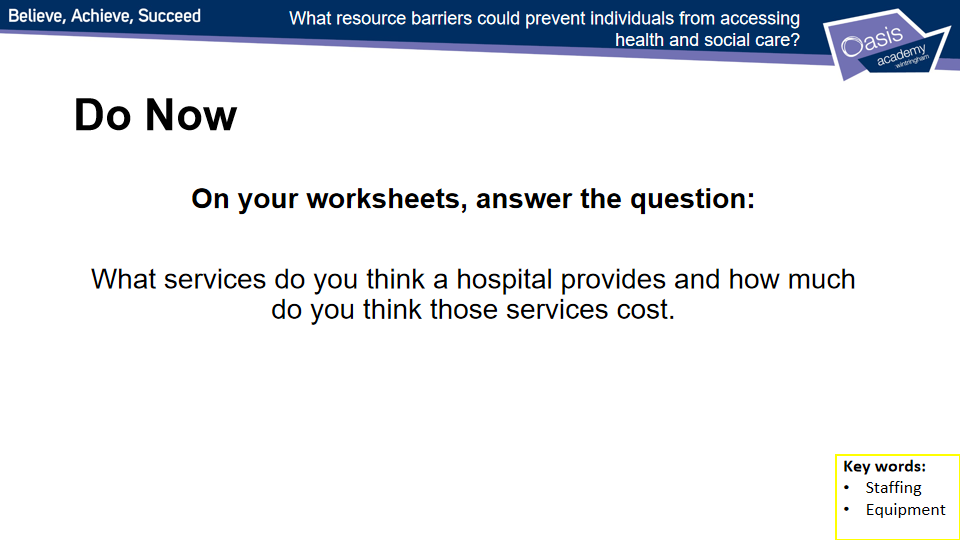 Believe, Achieve, Succeed
What resource barriers could prevent individuals from accessing
health and social care?
Oasis
academy
wintringham
Do Now
On your worksheets, answer the question:
What services do you think a hospital provides and how much
do you think those services cost.
Key words:
• Staffing
• Equipment